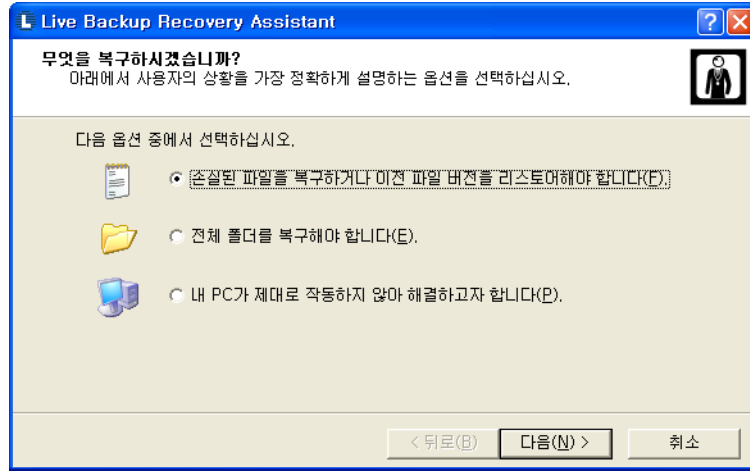 Live Backup Recovery Assistant
무엇을 복구하시겠습니까?
아래에서 사용자의 상황을 가장 정확하게 설명하는 옵션을 선택하십시오.
다음 옵션 중에서 선택하십시오.
손실된 파일을 복구하거나 이전 파일 버전을 리스토어해야 합니다(F).
전체 폴더를 복구해야 합니다(E).
내 PC가 제대로 작동하지 않아 해결하고자 합니다(P).
< 뒤로(B) 다음(N) > 취소